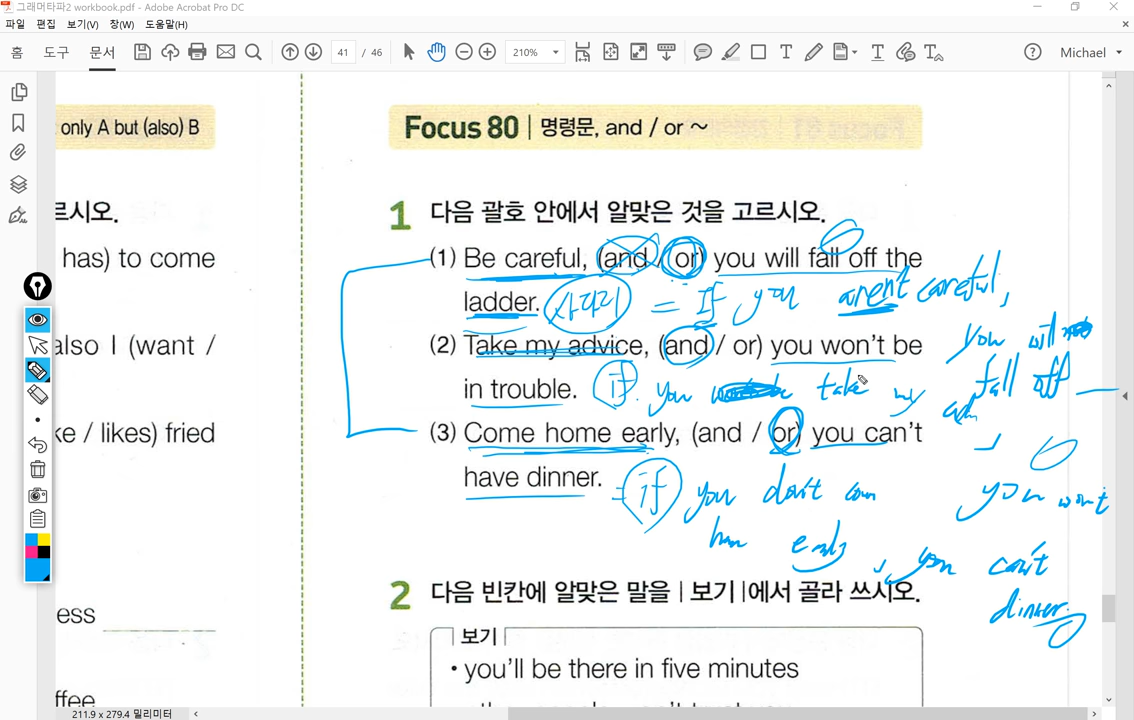 그래머타파2 workbook.pdf - Adobe Acrobat Pro DC
파일 편집 보기(V) 창(W) 도움말(H)
홈 도구 문서 41 / 46 210% Michael
only A but (also) B
르시오.
has) to come
also I (want /
ke / likes) fried
ess
ffee
Focus 80 | 명령문, and / or ~
1 다음 괄호 안에서 알맞은 것을 고르시오.
(1) Be careful, (and / or) you will fall off the
ladder. 사다리 = If you aren't careful,
you will
fall off
(2) Take my advice, (and / or) you won't be
in trouble. if you take my
you won't
(3) Come home early, (and / or) you can't
have dinner. = if you don't com
hom early, you can't
dinner.
2 다음 빈칸에 알맞은 말을 |보기|에서 골라 쓰시오.
보기
• you'll be there in five minutes
211.9 x 279.4 밀리미터